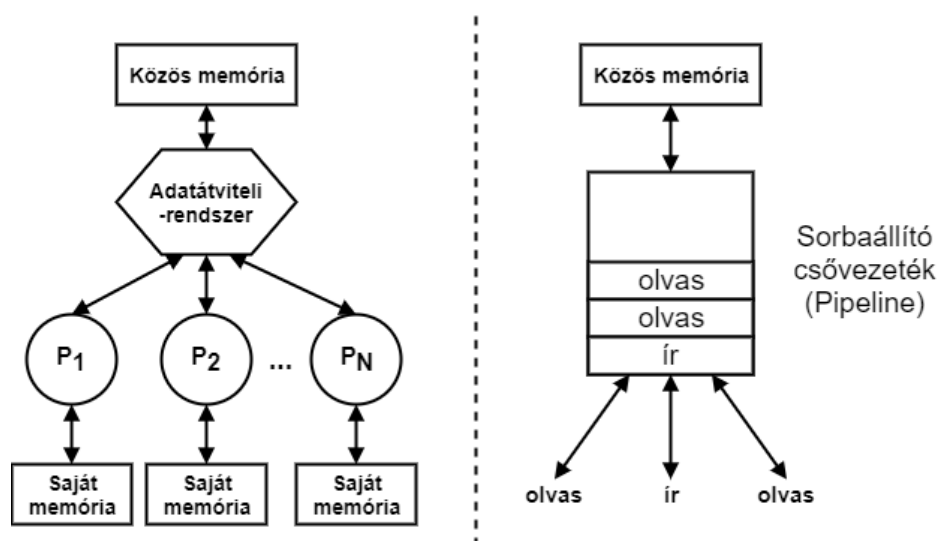 Közös memória
Adatátviteli
-rendszer
P1
P2
...
PN
Saját
memória
Saját
memória
Saját
memória
Közös memória
olvas
olvas
ír
Sorbaállító
csővezeték
(Pipeline)
olvas
ír
olvas